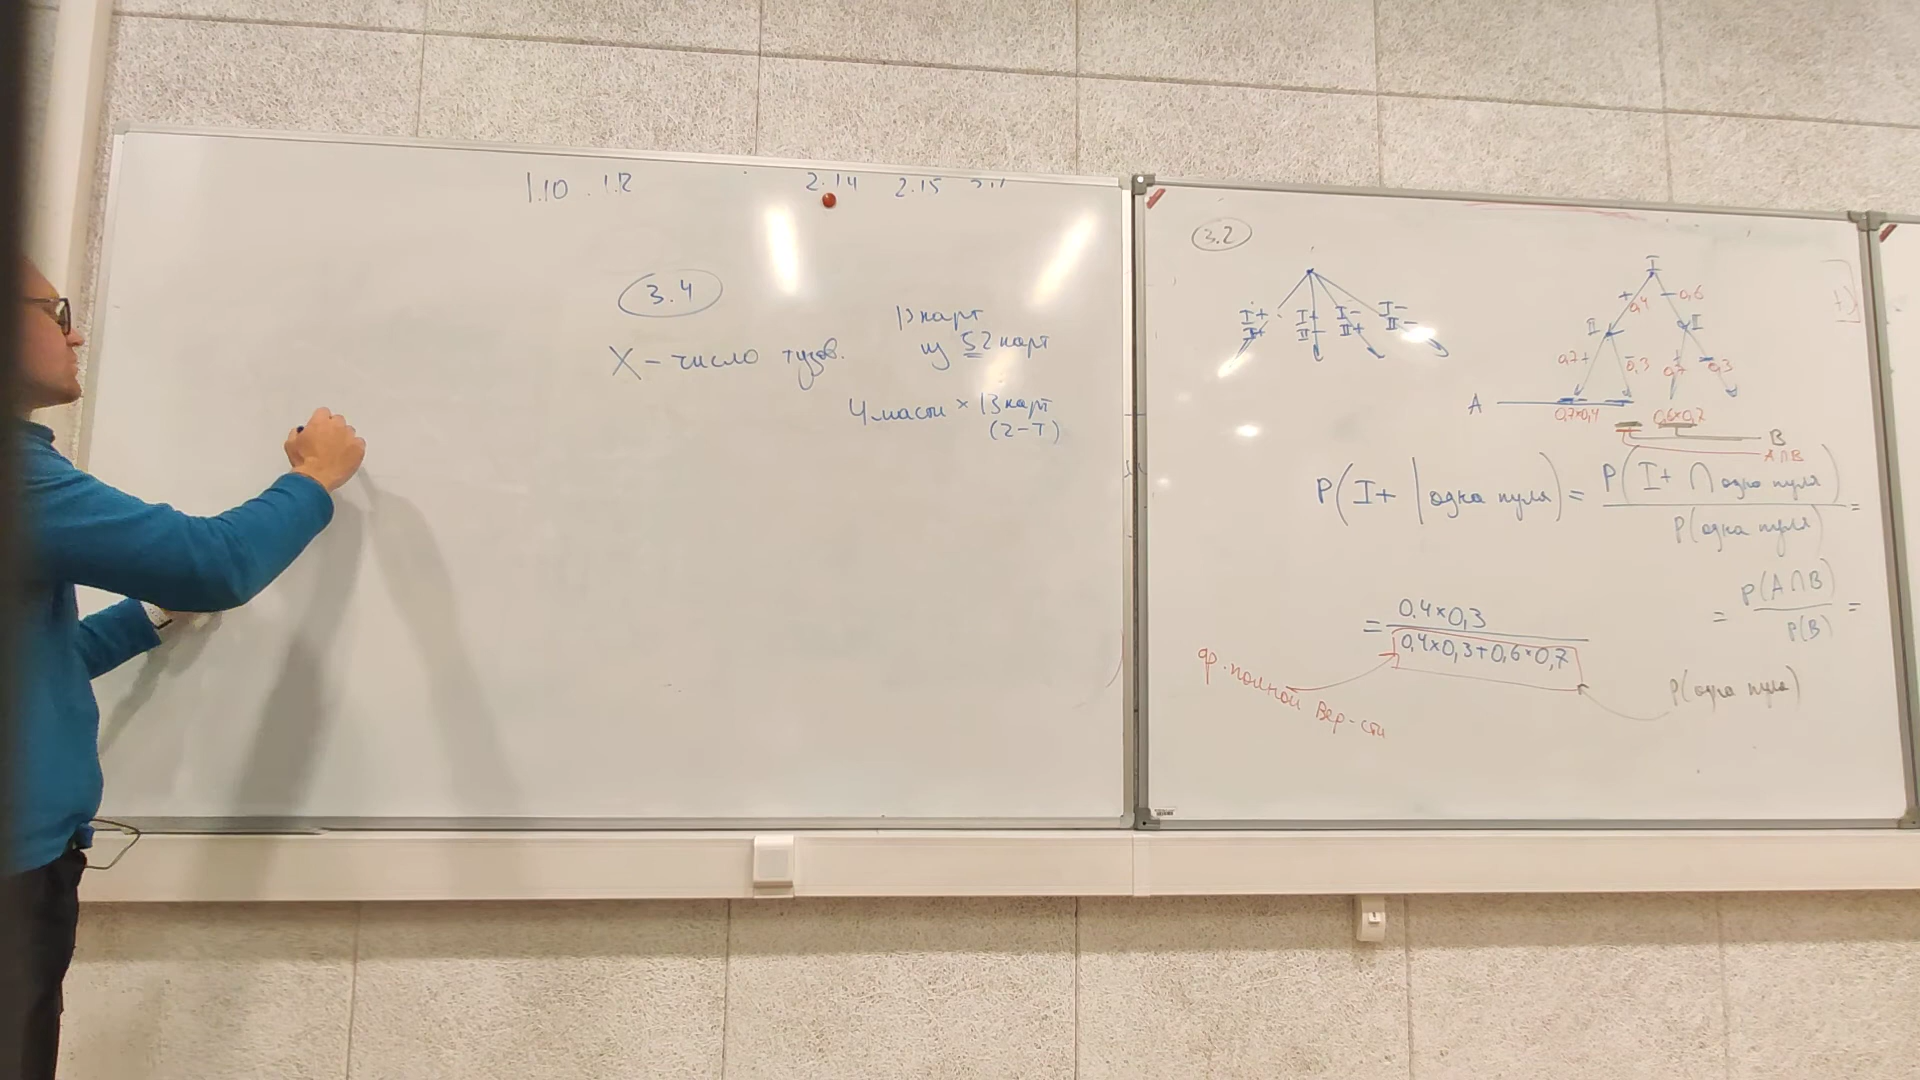 1.10 . 1.12 2.14 2.15
3.4
13 карт
из 52 карт
X – число тузов.
4 масти × 13 карт
(2–T)
3.2
I+ I+ I– I–
II+ II– II+ II–
I
+ 0,4 – 0,6
II II
0,7 + – 0,3 0,7 + – 0,3
A
0,7×0,4 0,6×0,7
B
A∩B
P(I+ | одна пуля) = P(I+ ∩ одна пуля) / P(одна пуля) =
= P(A∩B) / P(B) =
= 0.4×0,3 / 0,4×0,3+0,6×0,7
ф. полной вер-сти
P(одна пуля)